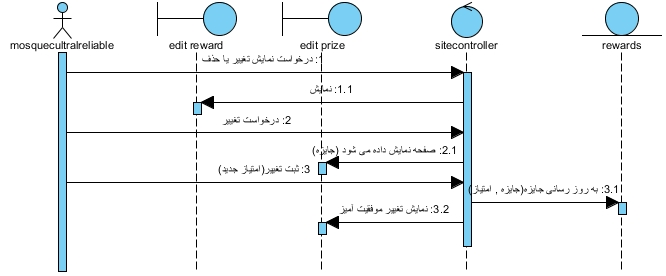 mosquecultralreliable
edit reward
edit prize
sitecontroller
rewards
1: درخواست نمایش تغییر یا حذف
1.1: نمایش
2: درخواست تغییر
2.1: صفحه نمایش داده می شود (جایزه)
3: ثبت تغییر(امتیاز جدید)
3.1: به روز رسانی جایزه(جایزه , امتیاز)
3.2: نمایش تغییر موفقیت آمیز